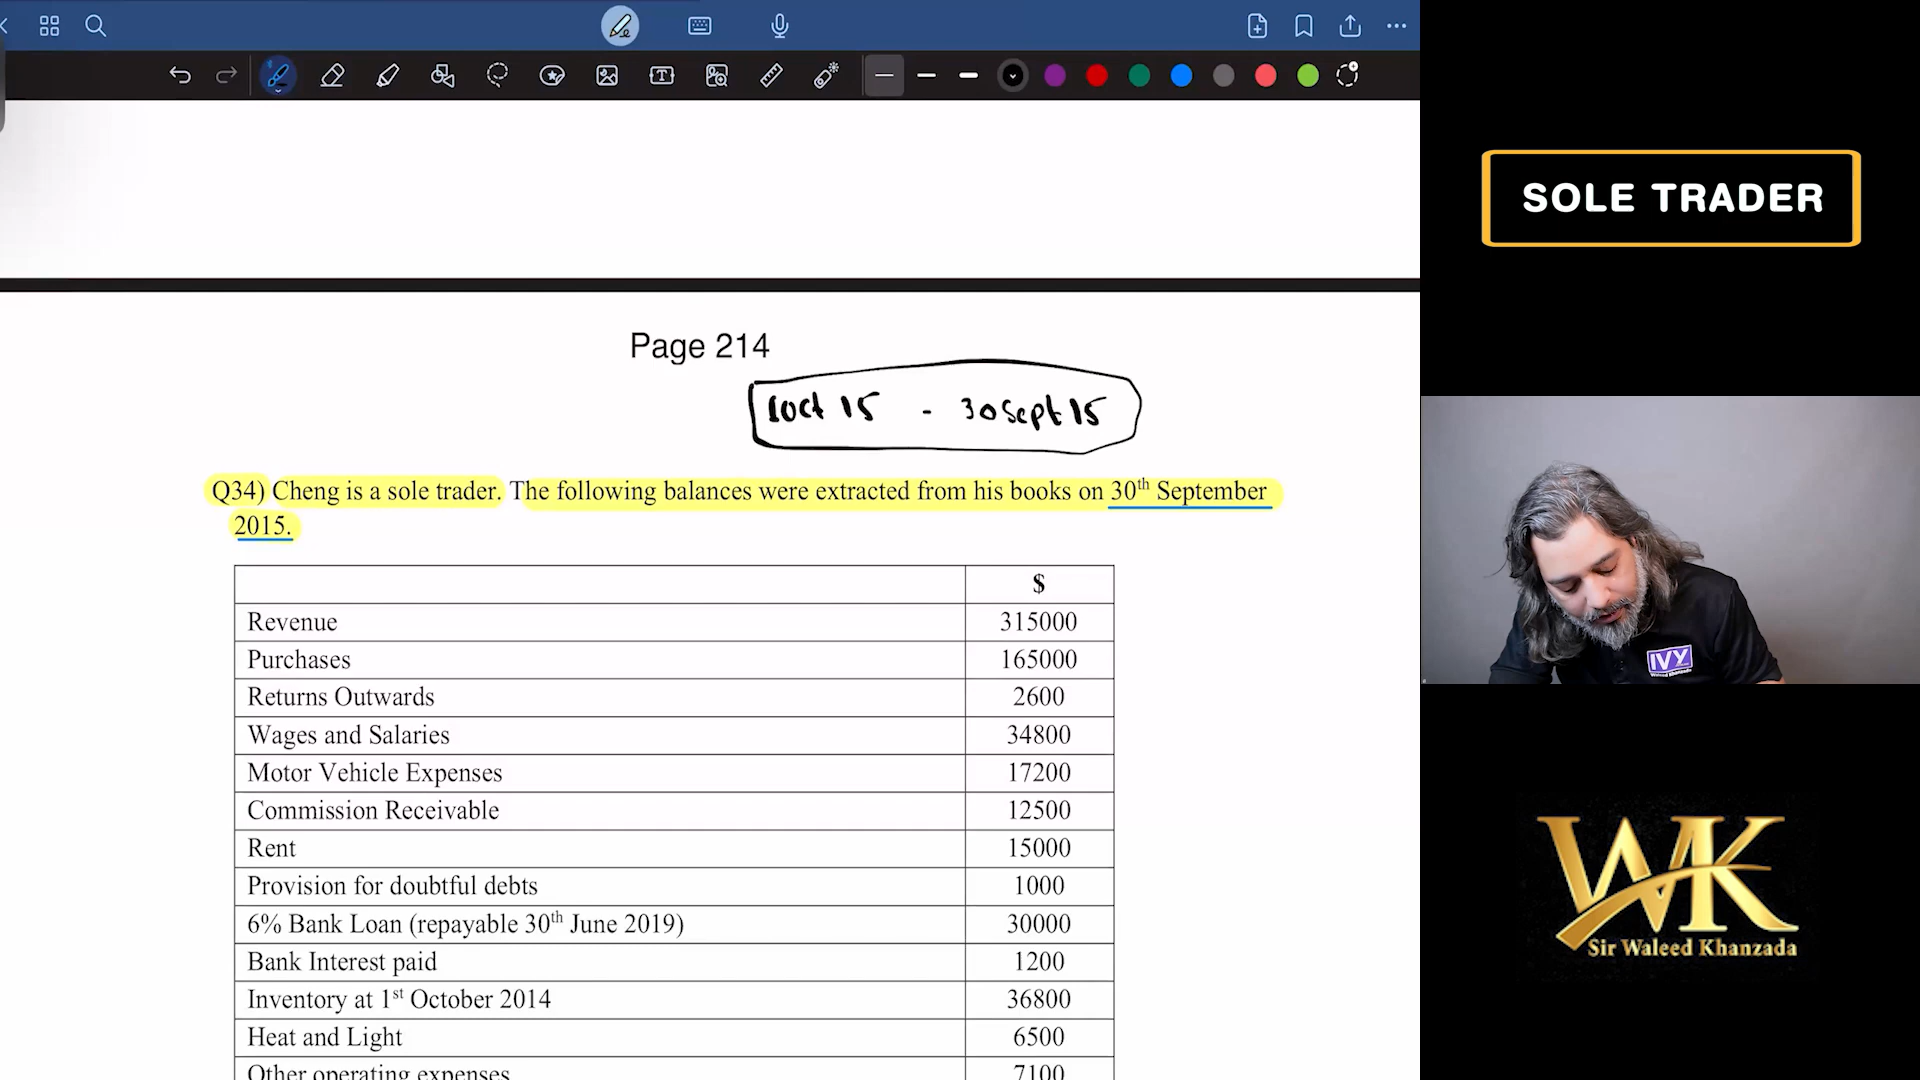 SOLE TRADER
Page 214
1 Oct 15 - 30 Sept 15
Q34) Cheng is a sole trader. The following balances were extracted from his books on 30th September
2015.
$
Revenue 315000
Purchases 165000
Returns Outwards 2600
Wages and Salaries 34800
Motor Vehicle Expenses 17200
Commission Receivable 12500
Rent 15000
Provision for doubtful debts 1000
6% Bank Loan (repayable 30th June 2019) 30000
Bank Interest paid 1200
Inventory at 1st October 2014 36800
Heat and Light 6500
Other operating expenses 7100
IVY
Waleed Khanzada
WK
Sir Waleed Khanzada